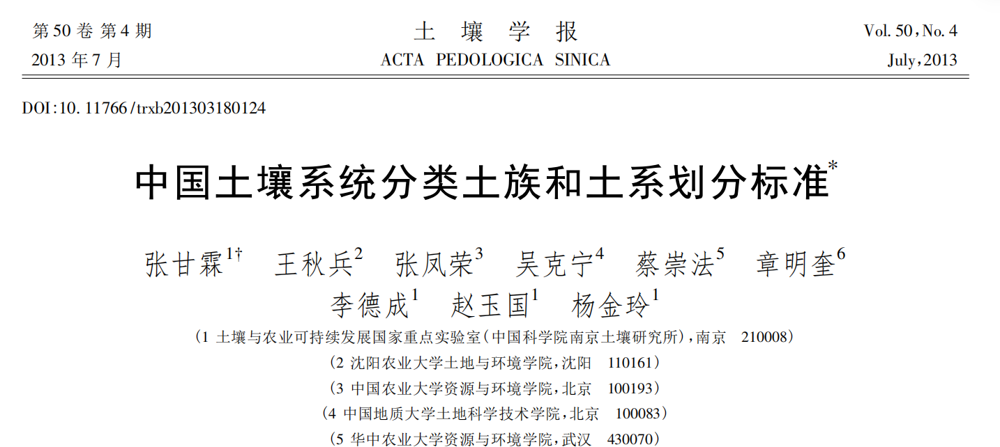 第 50 卷 第 4 期 土 壤 学 报 Vol. 50, No. 4
2013 年 7 月 ACTA PEDOLOGICA SINICA July, 2013
DOI:10. 11766/trxb201303180124
中国土壤系统分类土族和土系划分标准*
张甘霖1† 王秋兵2 张凤荣3 吴克宁4 蔡崇法5 章明奎6
李德成1 赵玉国1 杨金玲1
(1 土壤与农业可持续发展国家重点实验室(中国科学院南京土壤研究所),南京 210008)
(2 沈阳农业大学土地与环境学院,沈阳 110161)
(3 中国农业大学资源与环境学院,北京 100193)
(4 中国地质大学土地科学技术学院,北京 100083)
(5 华中农业大学资源与环境学院,武汉 430070)